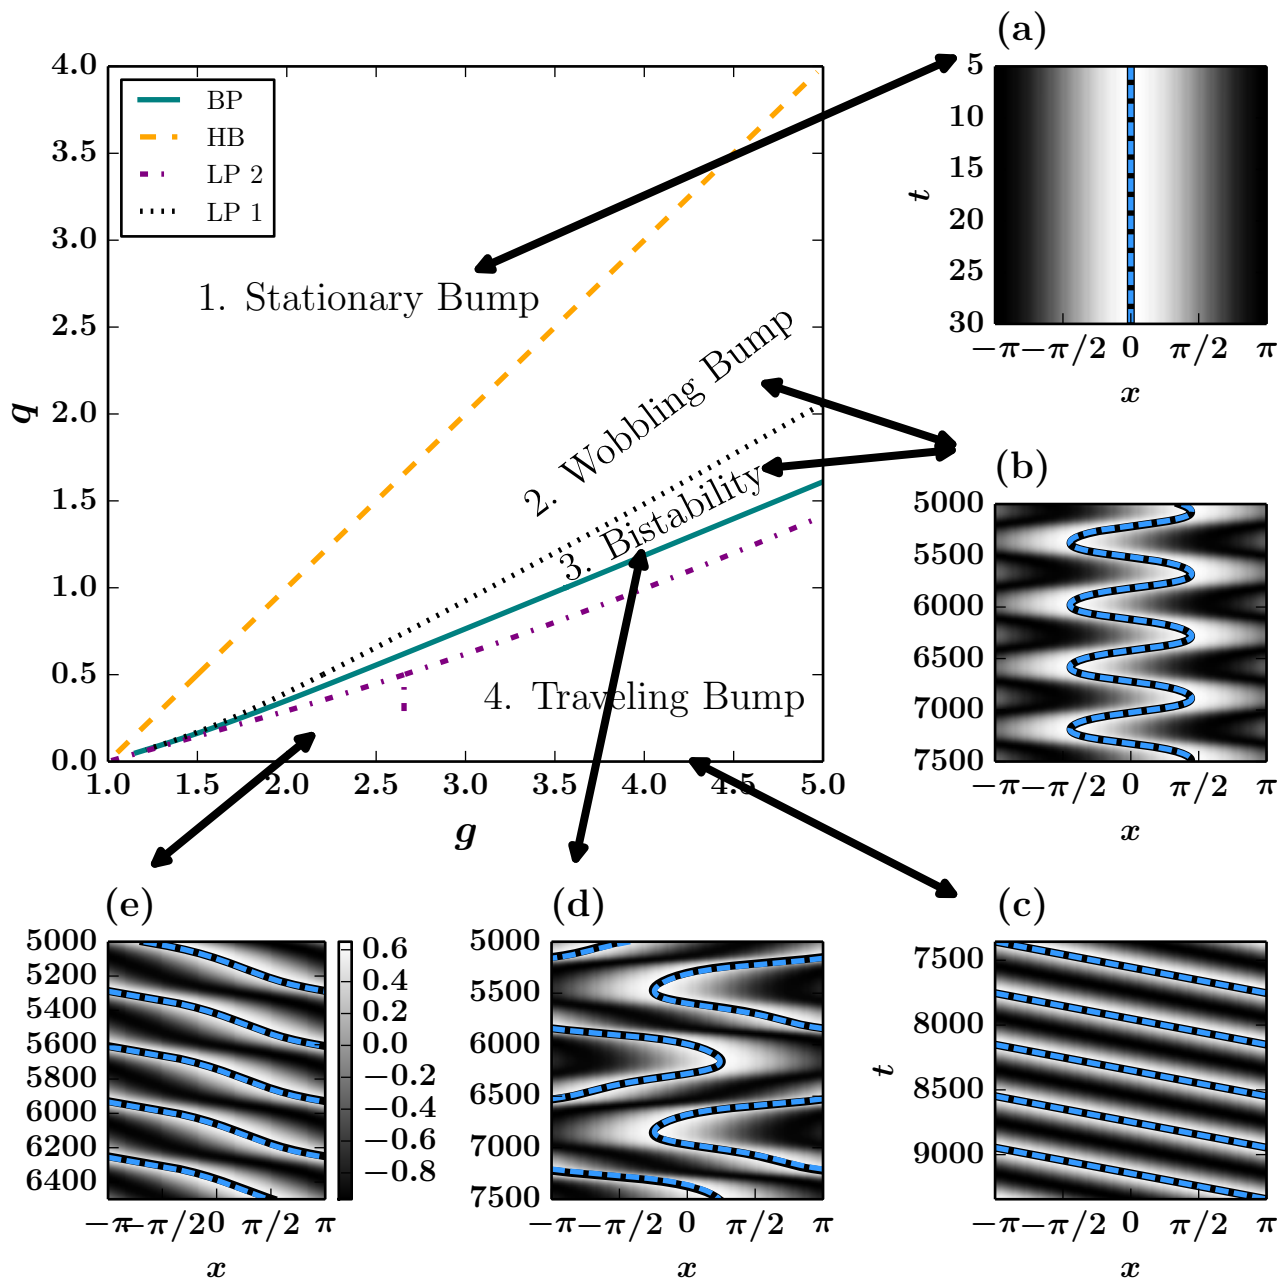 (a)
4.0
3.5
3.0
2.5
2.0
1.5
1.0
0.5
0.0
q
BP
HB
LP 2
LP 1
1. Stationary Bump
2. Wobbling Bump
3. Bistability
4. Traveling Bump
1.0 1.5 2.0 2.5 3.0 3.5 4.0 4.5 5.0
g
5
10
15
20
25
30
t
−π −π/2 0 π/2 π
x
(b)
5000
5500
6000
6500
7000
7500
−π −π/2 0 π/2 π
x
(e)
5000
5200
5400
5600
5800
6000
6200
6400
−π −π/2 0 π/2 π
x
0.6
0.4
0.2
0.0
−0.2
−0.4
−0.6
−0.8
(d)
5000
5500
6000
6500
7000
7500
−π −π/2 0 π/2 π
x
(c)
7500
8000
8500
9000
t
−π −π/2 0 π/2 π
x